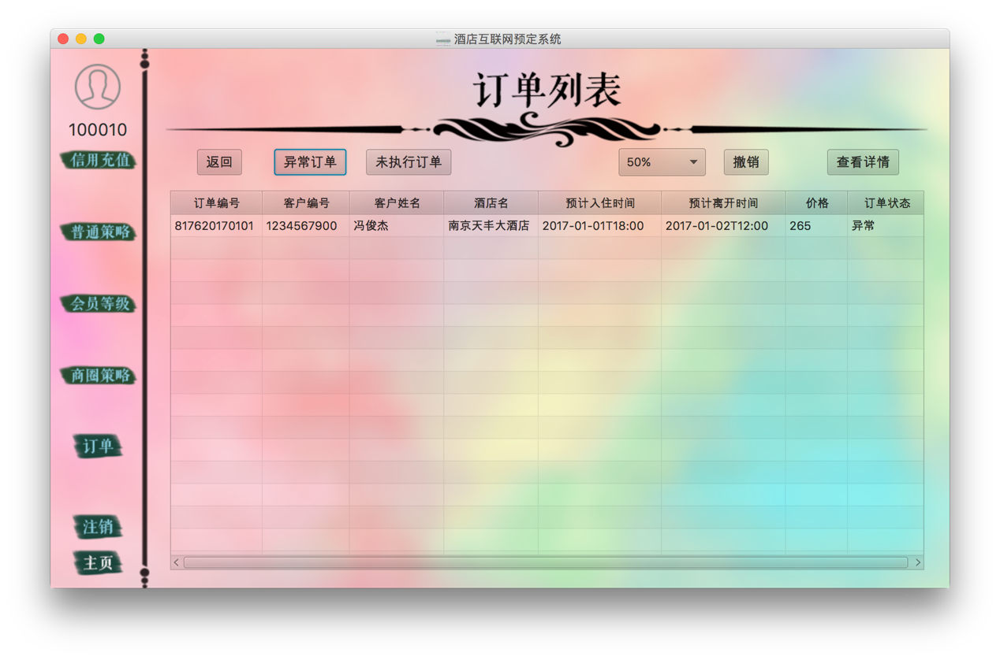 酒店互联网预定系统
100010
信用充值
普通策略
会员等级
商圈策略
订单
注销
主页
订单列表
返回 异常订单 未执行订单 50% 撤销 查看详情
订单编号 客户编号 客户姓名 酒店名 预计入住时间 预计离开时间 价格 订单状态
817620170101 1234567900 冯俊杰 南京天丰大酒店 2017-01-01T18:00 2017-01-02T12:00 265 异常